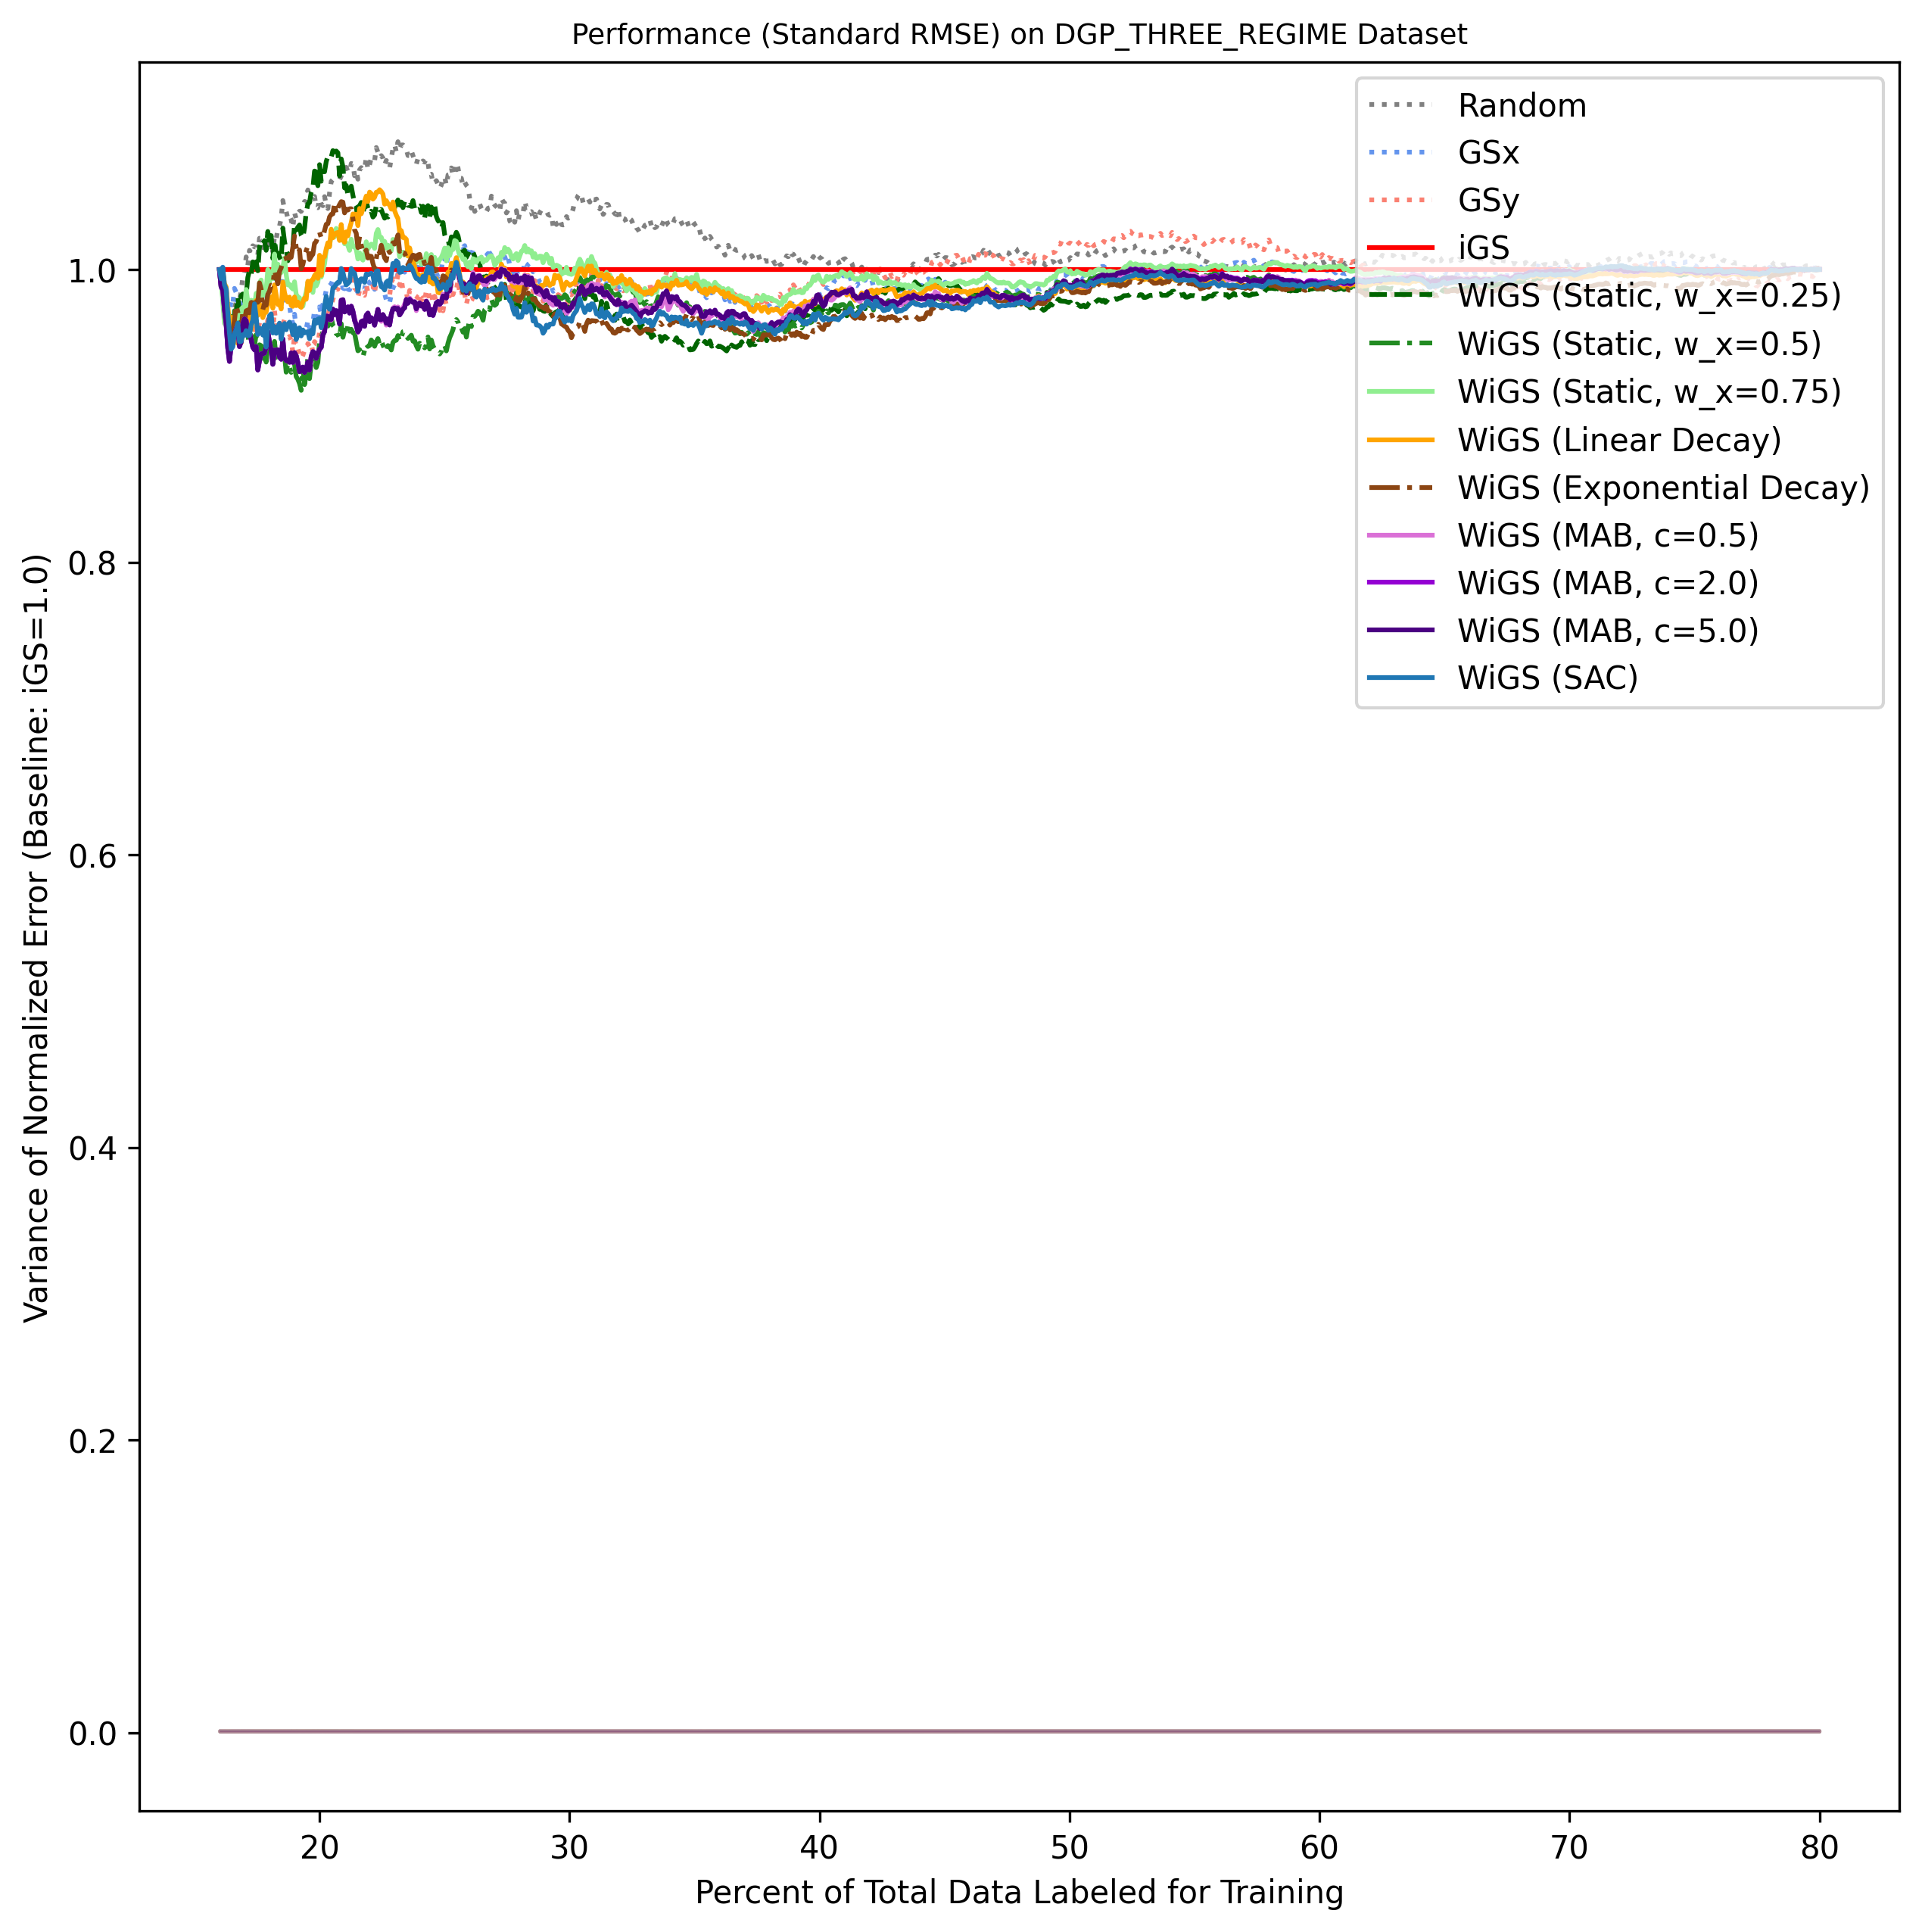 Performance (Standard RMSE) on DGP_THREE_REGIME Dataset
Variance of Normalized Error (Baseline: iGS=1.0)
1.0
0.8
0.6
0.4
0.2
0.0
Random
GSx
GSy
iGS
WiGS (Static, w_x=0.25)
WiGS (Static, w_x=0.5)
WiGS (Static, w_x=0.75)
WiGS (Linear Decay)
WiGS (Exponential Decay)
WiGS (MAB, c=0.5)
WiGS (MAB, c=2.0)
WiGS (MAB, c=5.0)
WiGS (SAC)
20 30 40 50 60 70 80
Percent of Total Data Labeled for Training